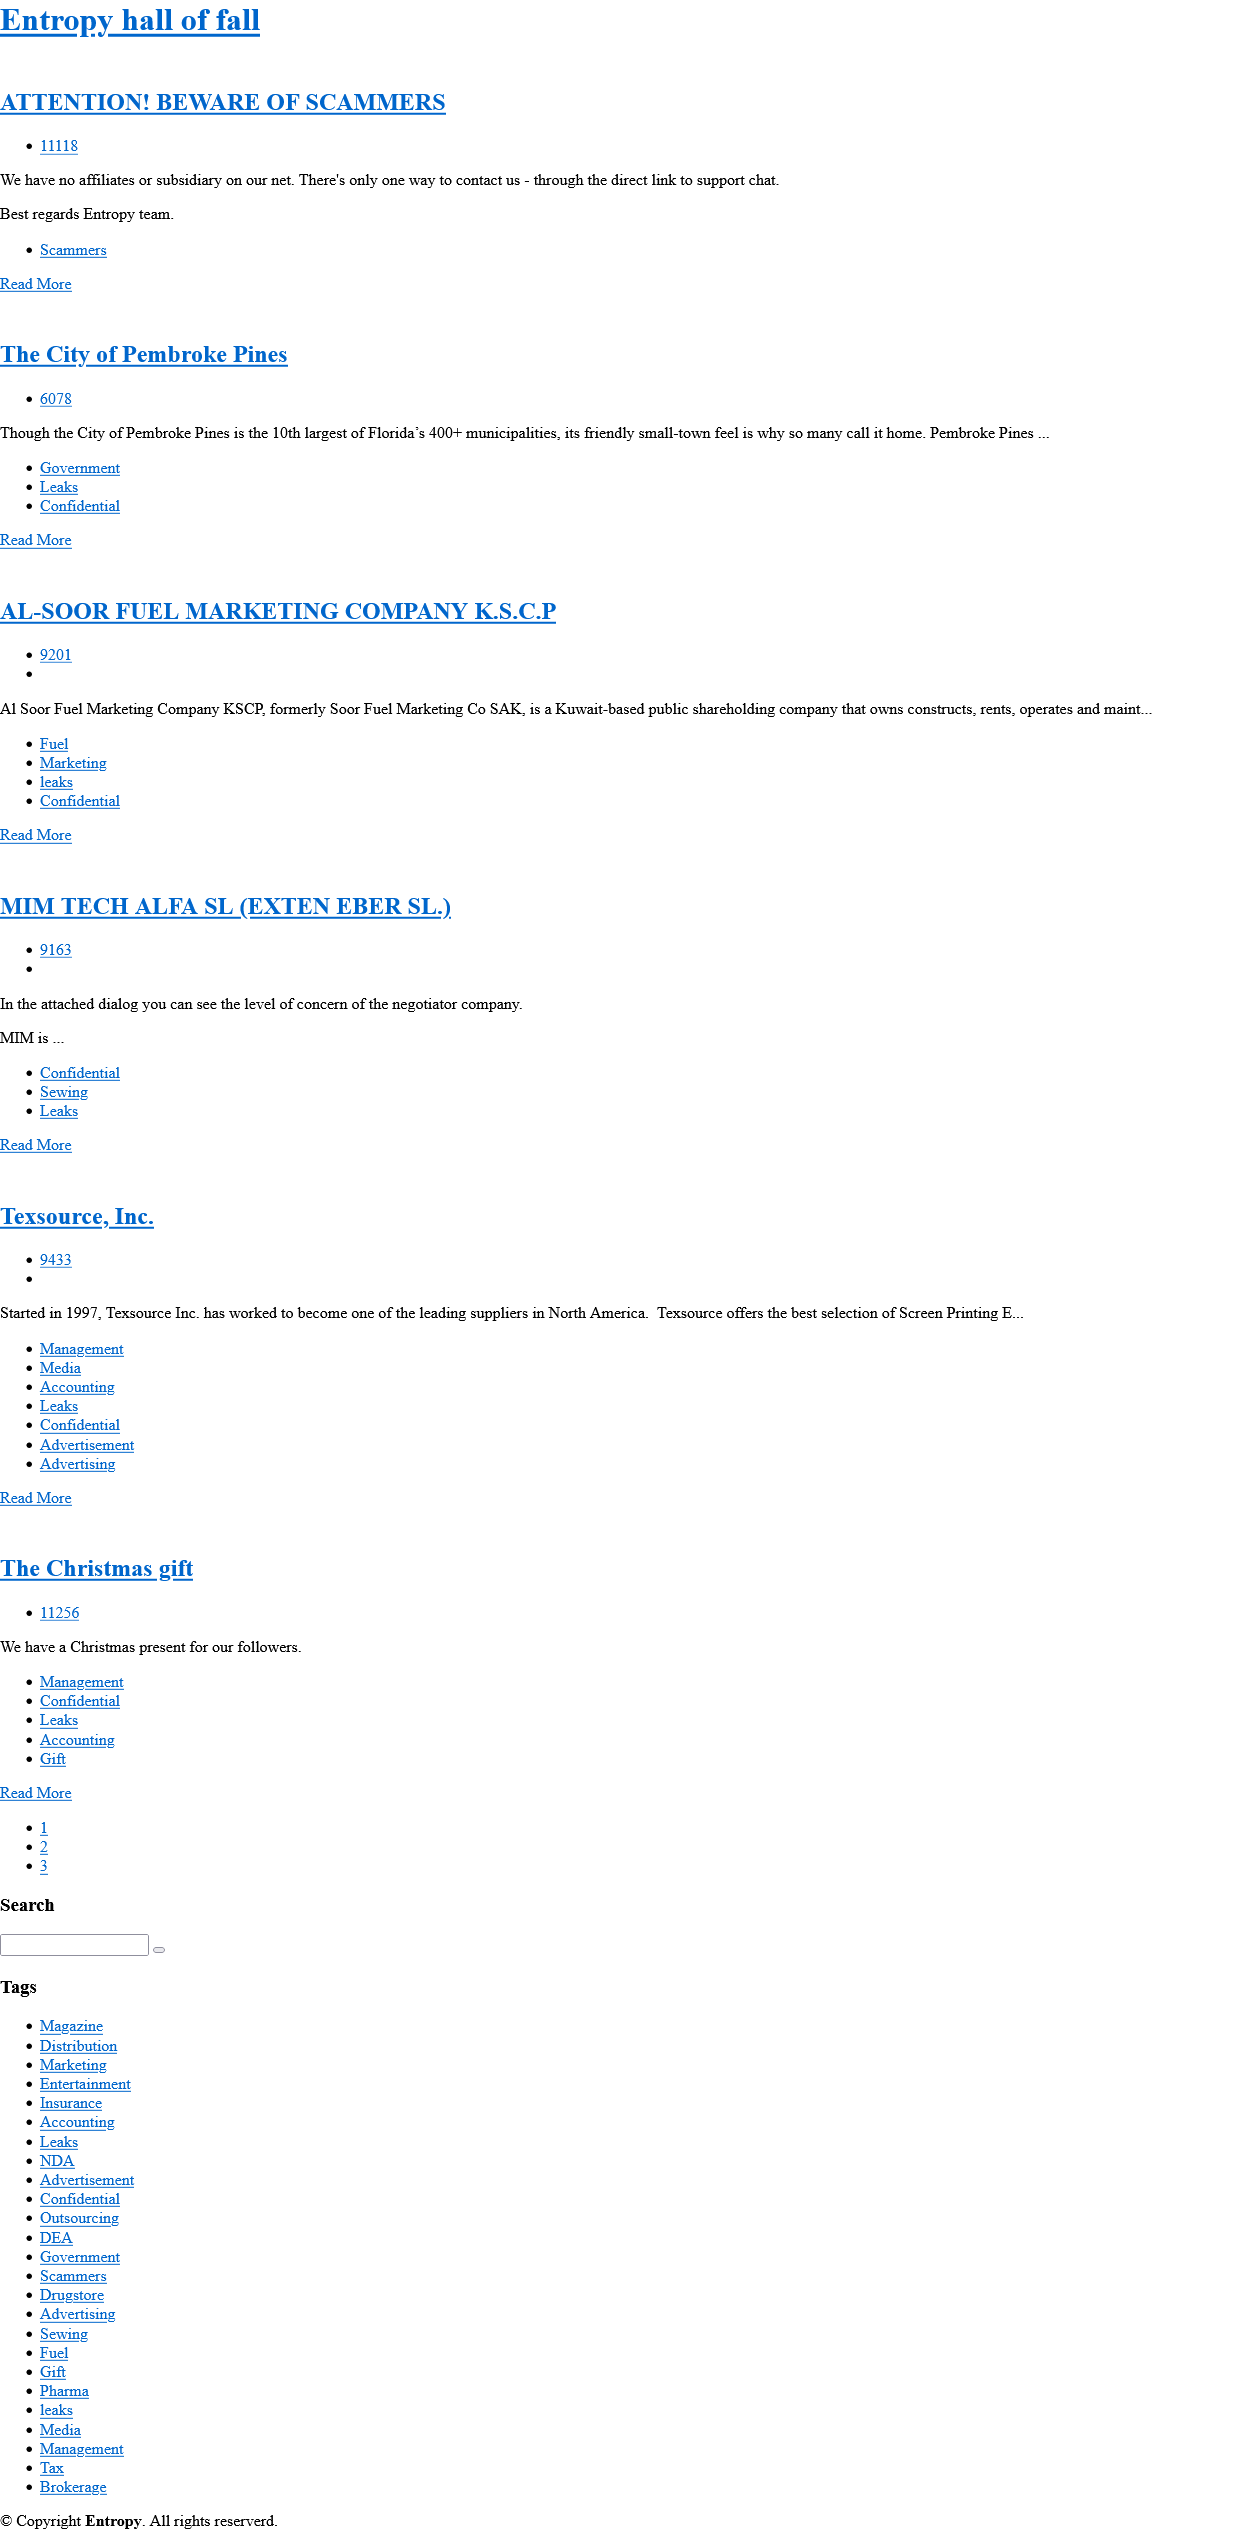 Entropy hall of fall
ATTENTION! BEWARE OF SCAMMERS
11118
We have no affiliates or subsidiary on our net. There's only one way to contact us - through the direct link to support chat.
Best regards Entropy team.
Scammers
Read More
The City of Pembroke Pines
6078
Though the City of Pembroke Pines is the 10th largest of Florida’s 400+ municipalities, its friendly small-town feel is why so many call it home. Pembroke Pines ...
Government
Leaks
Confidential
Read More
AL-SOOR FUEL MARKETING COMPANY K.S.C.P
9201
Al Soor Fuel Marketing Company KSCP, formerly Soor Fuel Marketing Co SAK, is a Kuwait-based public shareholding company that owns constructs, rents, operates and maint...
Fuel
Marketing
leaks
Confidential
Read More
MIM TECH ALFA SL (EXTEN EBER SL.)
9163
In the attached dialog you can see the level of concern of the negotiator company.
MIM is ...
Confidential
Sewing
Leaks
Read More
Texsource, Inc.
9433
Started in 1997, Texsource Inc. has worked to become one of the leading suppliers in North America.  Texsource offers the best selection of Screen Printing E...
Management
Media
Accounting
Leaks
Confidential
Advertisement
Advertising
Read More
The Christmas gift
11256
We have a Christmas present for our followers.
Management
Confidential
Leaks
Accounting
Gift
Read More
1
2
3
Search
Tags
Magazine
Distribution
Marketing
Entertainment
Insurance
Accounting
Leaks
NDA
Advertisement
Confidential
Outsourcing
DEA
Government
Scammers
Drugstore
Advertising
Sewing
Fuel
Gift
Pharma
leaks
Media
Management
Tax
Brokerage
© Copyright Entropy. All rights reserverd.